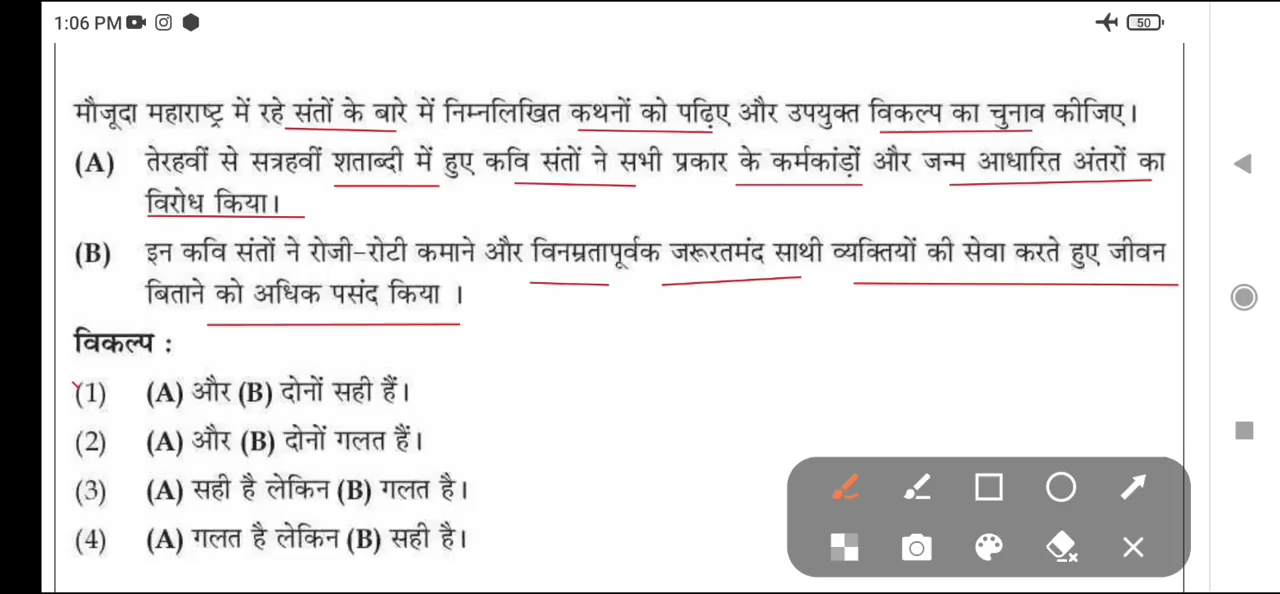 1:06 PM
50
मौजूदा महाराष्ट्र में रहे संतों के बारे में निम्नलिखित कथनों को पढ़िए और उपयुक्त विकल्प का चुनाव कीजिए।
(A) तेरहवीं से सत्रहवीं शताब्दी में हुए कवि संतों ने सभी प्रकार के कर्मकांड़ों और जन्म आधारित अंतरों का
विरोध किया।
(B) इन कवि संतों ने रोजी-रोटी कमाने और विनम्रतापूर्वक जरूरतमंद साथी व्यक्तियों की सेवा करते हुए जीवन
बिताने को अधिक पसंद किया ।
विकल्प :
(1) (A) और (B) दोनों सही हैं।
(2) (A) और (B) दोनों गलत हैं।
(3) (A) सही है लेकिन (B) गलत है।
(4) (A) गलत है लेकिन (B) सही है।